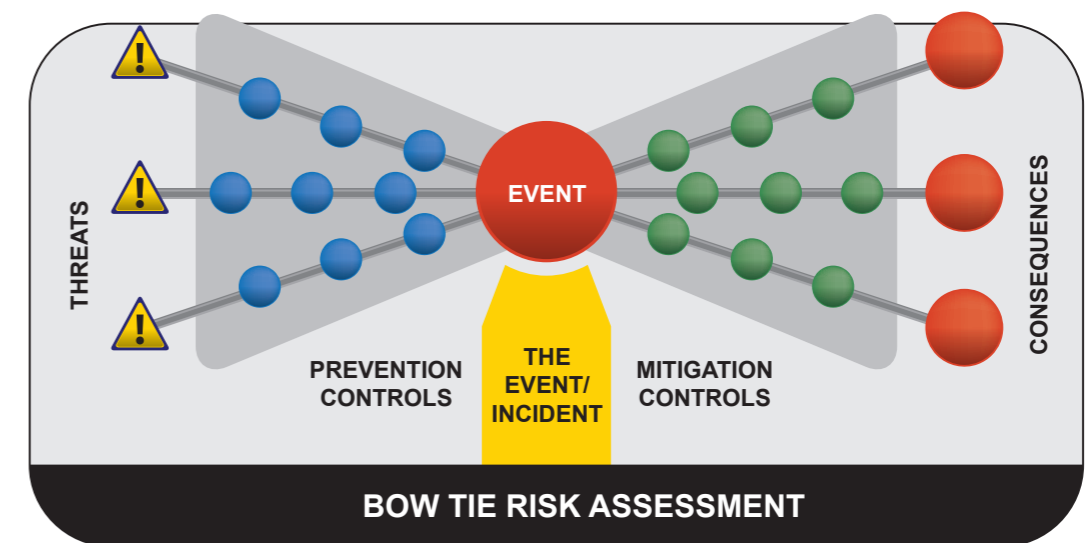 THREATS
EVENT
CONSEQUENCES
PREVENTION
CONTROLS
THE
EVENT/
INCIDENT
MITIGATION
CONTROLS
BOW TIE RISK ASSESSMENT